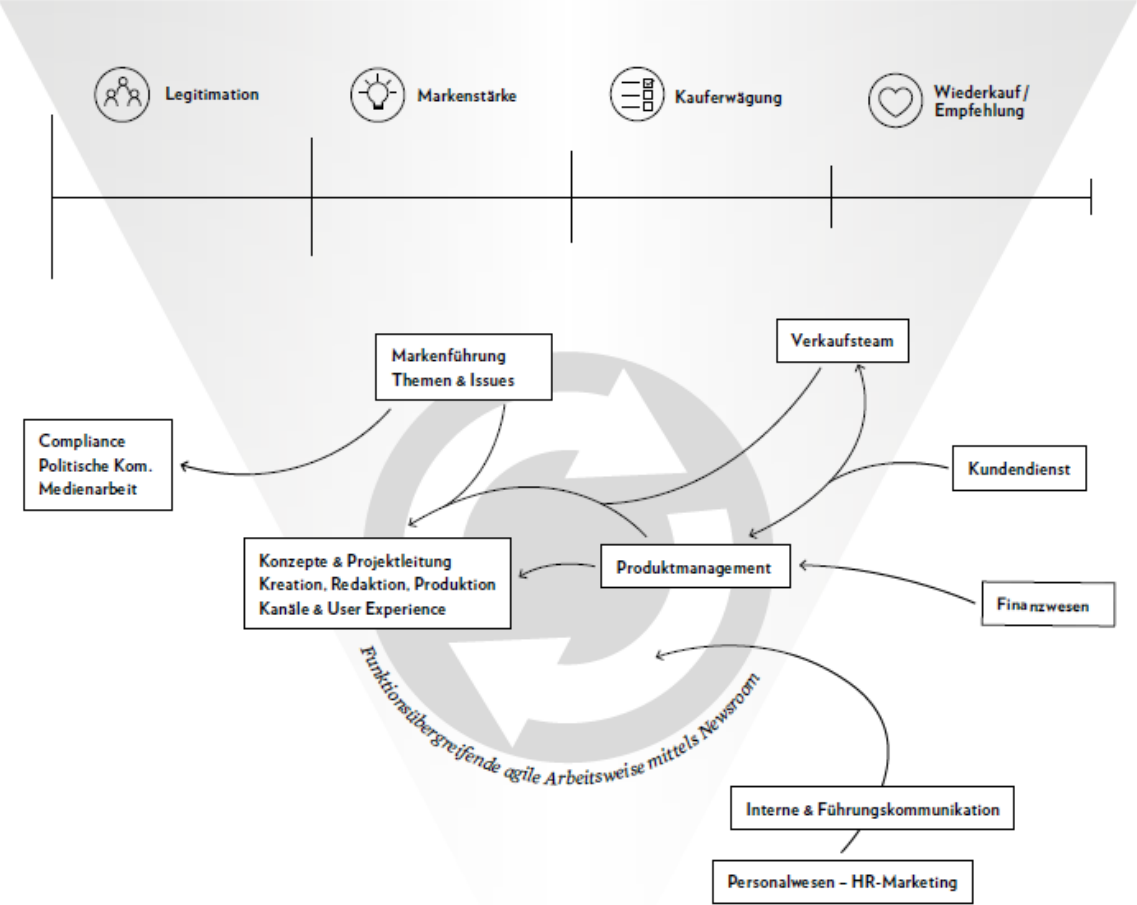 Legitimation
Markenstärke
Kauferwägung
Wiederkauf /
Empfehlung
Verkaufsteam
Markenführung
Themen & Issues
Compliance
Politische Kom.
Medienarbeit
Kundendienst
Konzepte & Projektleitung
Kreation, Redaktion, Produktion
Kanäle & User Experience
Produktmanagement
Finanzwesen
Funktionsübergreifende agile Arbeitsweise mittels Newsroom
Interne & Führungskommunikation
Personalwesen – HR-Marketing